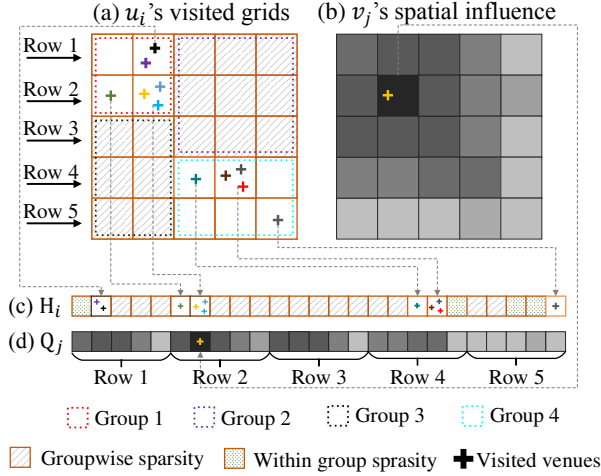 (a) u_i's visited grids
(b) v_j's spatial influence
Row 1
Row 2
Row 3
Row 4
Row 5
(c) H_i
(d) Q_j
Row 1 Row 2 Row 3 Row 4 Row 5
Group 1 Group 2 Group 3 Group 4
Groupwise sparsity Within group sprasity Visited venues